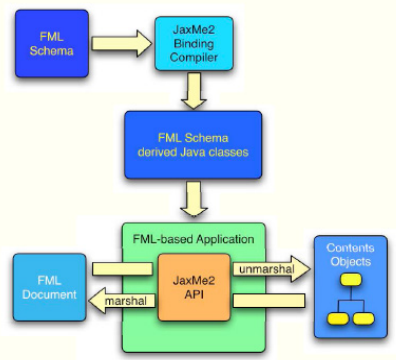 FML
Schema
JaxMe2
Binding
Compiler
FML Schema
derived Java classes
FML-based Application
FML
Document
marshal
JaxMe2
API
unmarshal
Contents
Objects